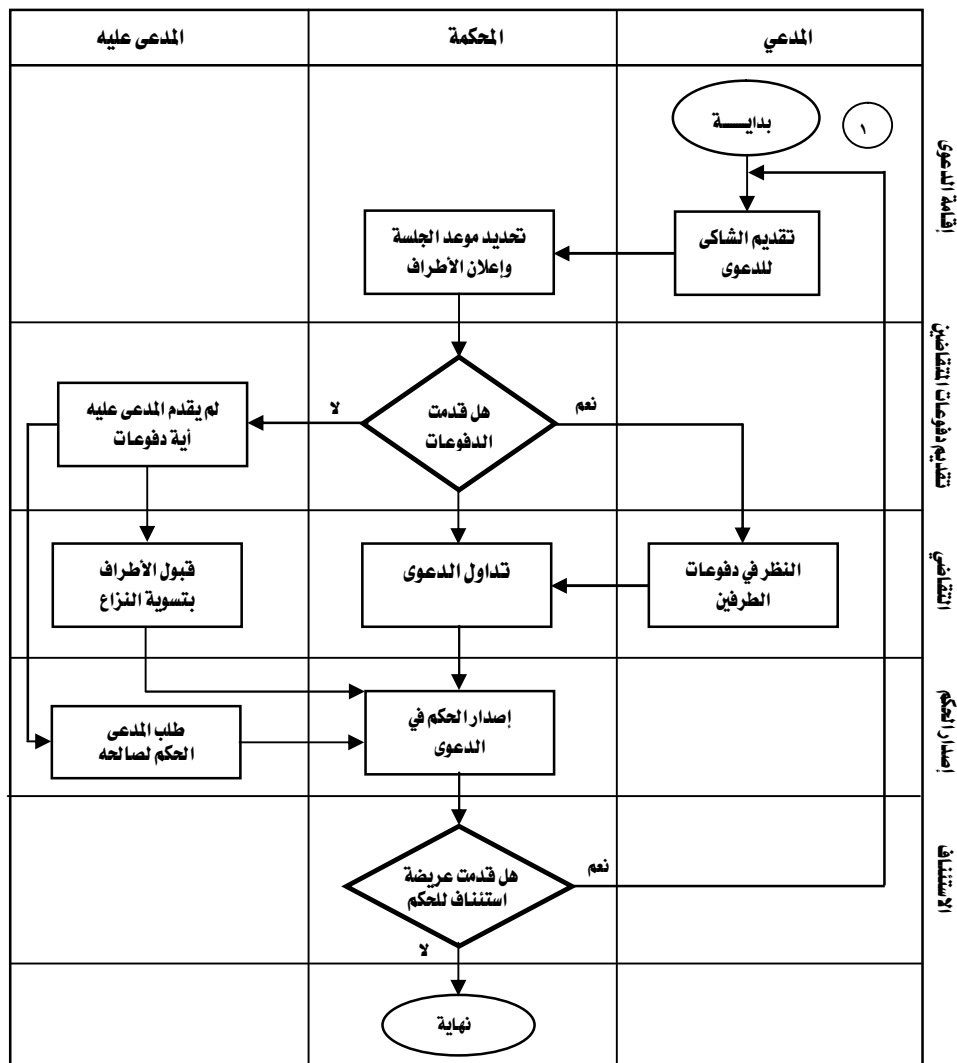 المدعي
المحكمة
المدعى عليه
بدايـــــة
١
إقامة الدعوى
تقديم الشاكى
للدعوى
تحديد موعد الجلسة
وإعلان الأطراف
تقديم دفوعات المتقاضين
هل قدمت
الدفوعات
نعم
لا
لم يقدم المدعى عليه
أية دفوعات
التقاضي
النظر في دفوعات
الطرفين
تداول الدعوى
قبول الأطراف
بتسوية النزاع
إصدار الحكم
إصدار الحكم في
الدعوى
طلب المدعى
الحكم لصالحه
الاستئناف
هل قدمت عريضة
استئناف للحكم
نعم
لا
نهاية